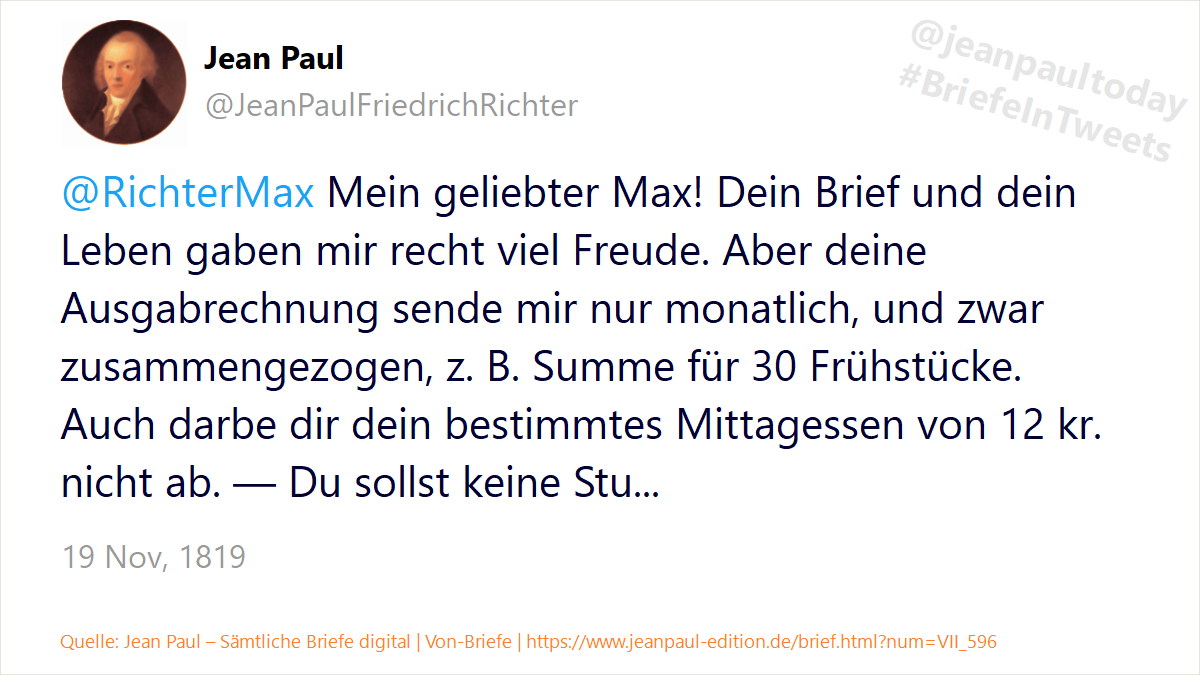 Jean Paul
@JeanPaulFriedrichRichter
@jeanpaultoday
#BriefeInTweets
@RichterMax Mein geliebter Max! Dein Brief und dein
Leben gaben mir recht viel Freude. Aber deine
Ausgabrechnung sende mir nur monatlich, und zwar
zusammengezogen, z. B. Summe für 30 Frühstücke.
Auch darbe dir dein bestimmtes Mittagessen von 12 kr.
nicht ab. — Du sollst keine Stu...
19 Nov, 1819
Quelle: Jean Paul – Sämtliche Briefe digital | Von-Briefe | https://www.jeanpaul-edition.de/brief.html?num=VII_596